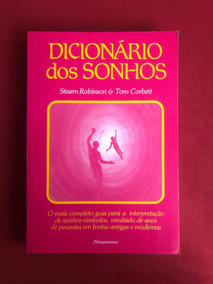 DICIONÁRIO
dos SONHOS
Stearn Robinson & Tom Corbett
O mais completo guia para a interpretação
de sonhos-símbolos, resultado de anos
de pesquisa em fontes antigas e modernas
Pensamento